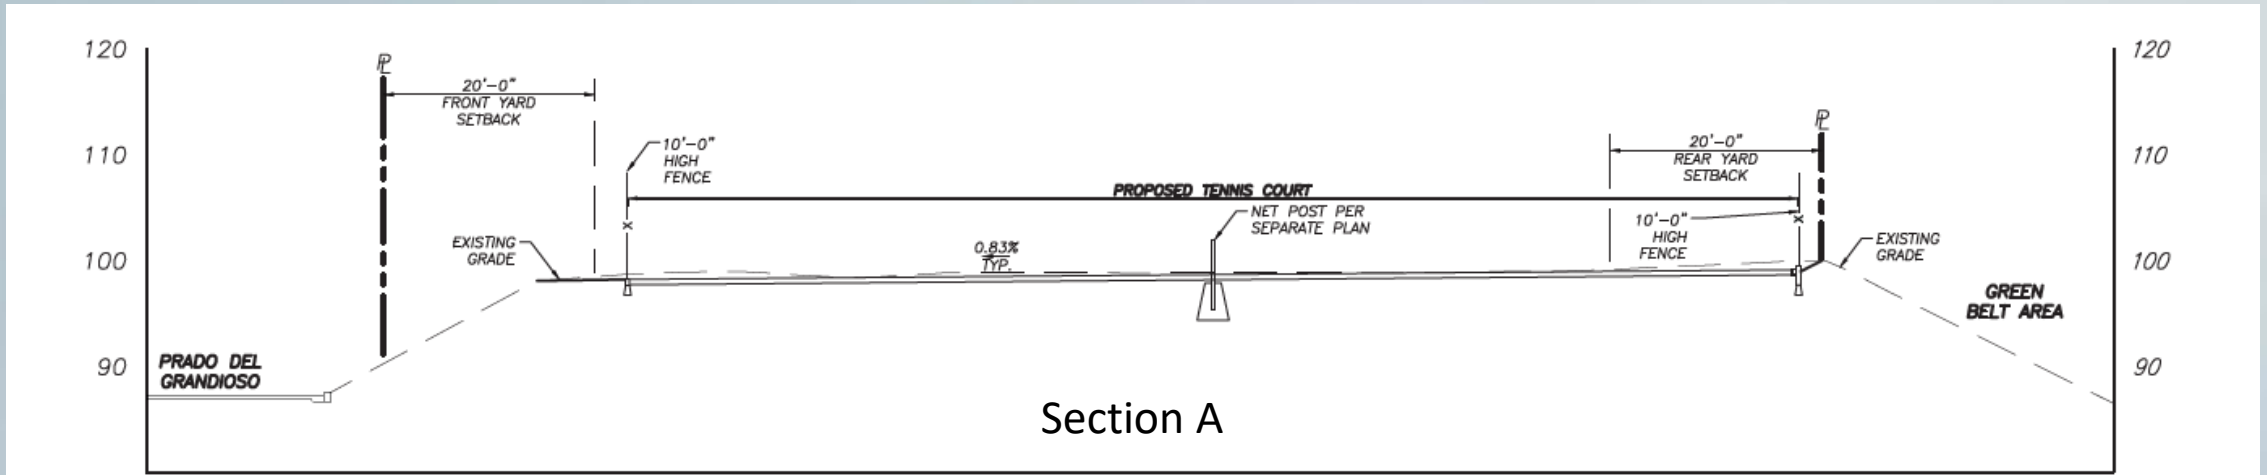 120
110
100
90
PL
20'-0"
FRONT YARD
SETBACK
10'-0"
HIGH
FENCE
EXISTING
GRADE
PRADO DEL
GRANDIOSO
PROPOSED TENNIS COURT
0.83%
TYP.
NET POST PER
SEPARATE PLAN
Section A
PL
20'-0"
REAR YARD
SETBACK
10'-0"
HIGH
FENCE
EXISTING
GRADE
GREEN
BELT AREA
120
110
100
90